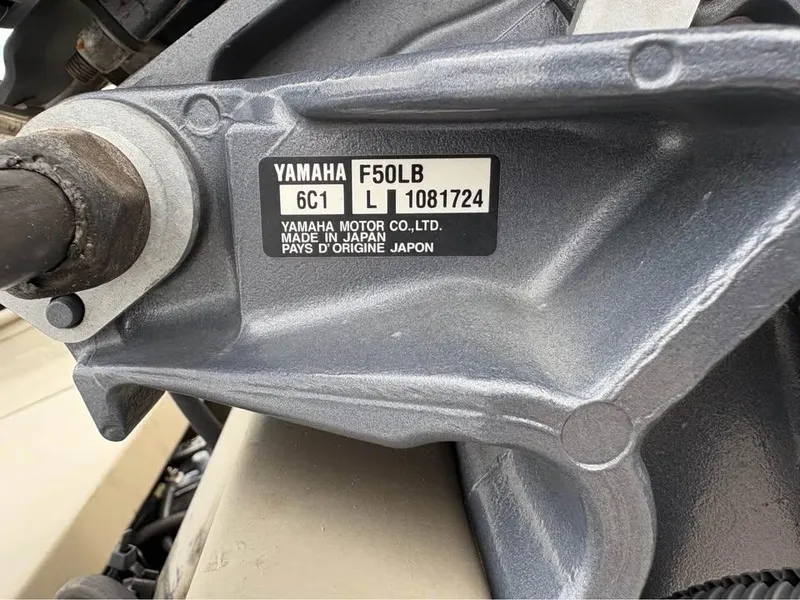 YAMAHA F50LB
6C1 L 1081724
YAMAHA MOTOR CO.,LTD.
MADE IN JAPAN
PAYS D'ORIGINE JAPON